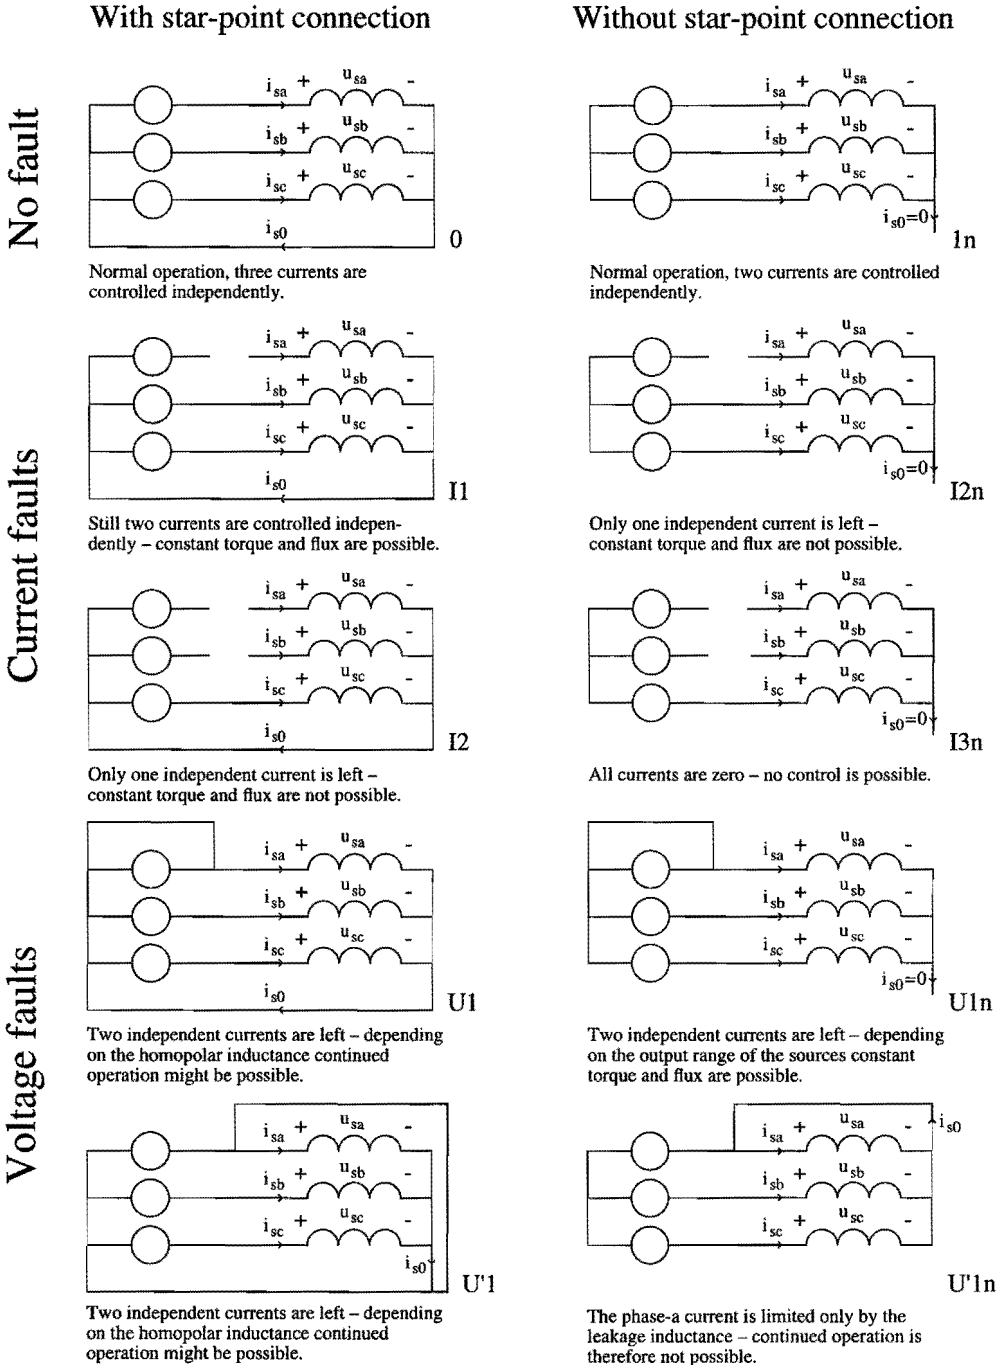 With star-point connection
Without star-point connection
No fault
i sa + u sa -
i sb + u sb -
i sc + u sc -
i s0
0
Normal operation, three currents are
controlled independently.
i sa + u sa -
i sb + u sb -
i sc + u sc -
i s0=0
1n
Normal operation, two currents are controlled
independently.
Current faults
i sa + u sa -
i sb + u sb -
i sc + u sc -
i s0
I1
Still two currents are controlled indepen-
dently – constant torque and flux are possible.
i sa + u sa -
i sb + u sb -
i sc + u sc -
i s0=0
I2n
Only one independent current is left –
constant torque and flux are not possible.
i sa + u sa -
i sb + u sb -
i sc + u sc -
i s0
I2
Only one independent current is left –
constant torque and flux are not possible.
i sa + u sa -
i sb + u sb -
i sc + u sc -
i s0=0
I3n
All currents are zero – no control is possible.
Voltage faults
i sa + u sa -
i sb + u sb -
i sc + u sc -
i s0
U1
Two independent currents are left – depending
on the homopolar inductance continued
operation might be possible.
i sa + u sa -
i sb + u sb -
i sc + u sc -
i s0=0
U1n
Two independent currents are left – depending
on the output range of the sources constant
torque and flux are possible.
i sa + u sa -
i sb + u sb -
i sc + u sc -
i s0
U'1
Two independent currents are left – depending
on the homopolar inductance continued
operation might be possible.
i s0
i sa + u sa -
i sb + u sb -
i sc + u sc -
U'1n
The phase-a current is limited only by the
leakage inductance – continued operation is
therefore not possible.